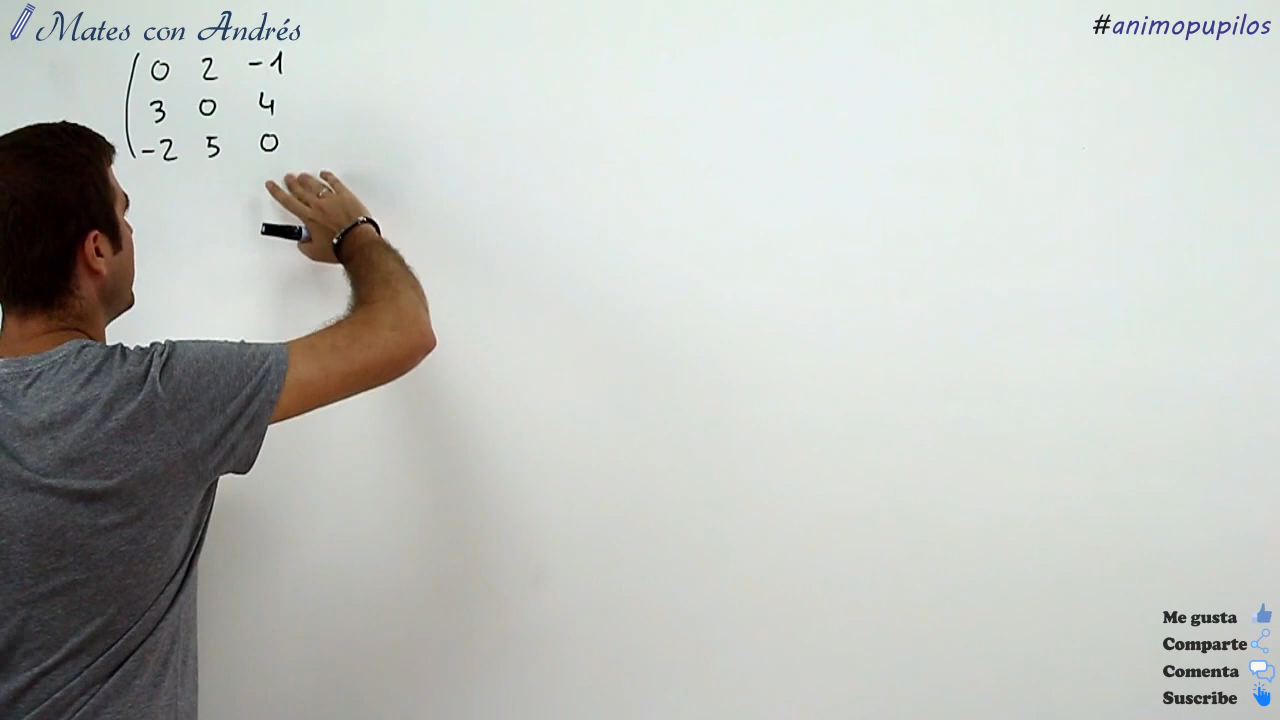 Mates con Andrés
#animopupilos
0 2 -1
3 0 4
-2 5 0
Me gusta
Comparte
Comenta
Suscribe